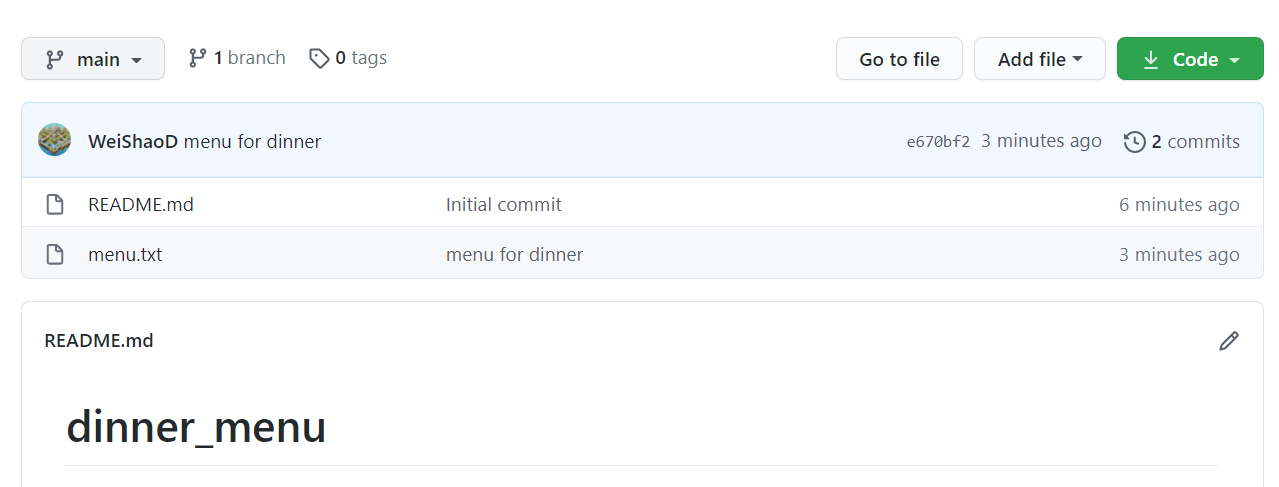 main 1 branch 0 tags Go to file Add file Code
WeiShaoD menu for dinner e670bf2 3 minutes ago 2 commits
README.md Initial commit 6 minutes ago
menu.txt menu for dinner 3 minutes ago
README.md
dinner_menu